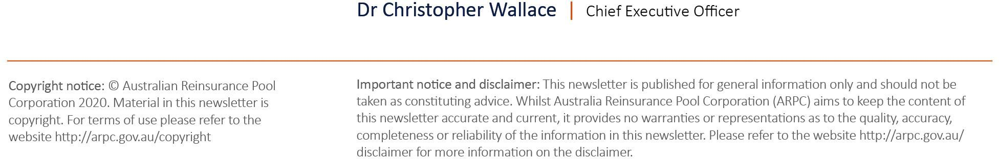 Dr Christopher Wallace | Chief Executive Officer
Copyright notice: © Australian Reinsurance Pool
Corporation 2020. Material in this newsletter is
copyright. For terms of use please refer to the
website http://arpc.gov.au/copyright
Important notice and disclaimer: This newsletter is published for general information only and should not be
taken as constituting advice. Whilst Australia Reinsurance Pool Corporation (ARPC) aims to keep the content of
this newsletter accurate and current, it provides no warranties or representations as to the quality, accuracy,
completeness or reliability of the information in this newsletter. Please refer to the website http://arpc.gov.au/
disclaimer for more information on the disclaimer.